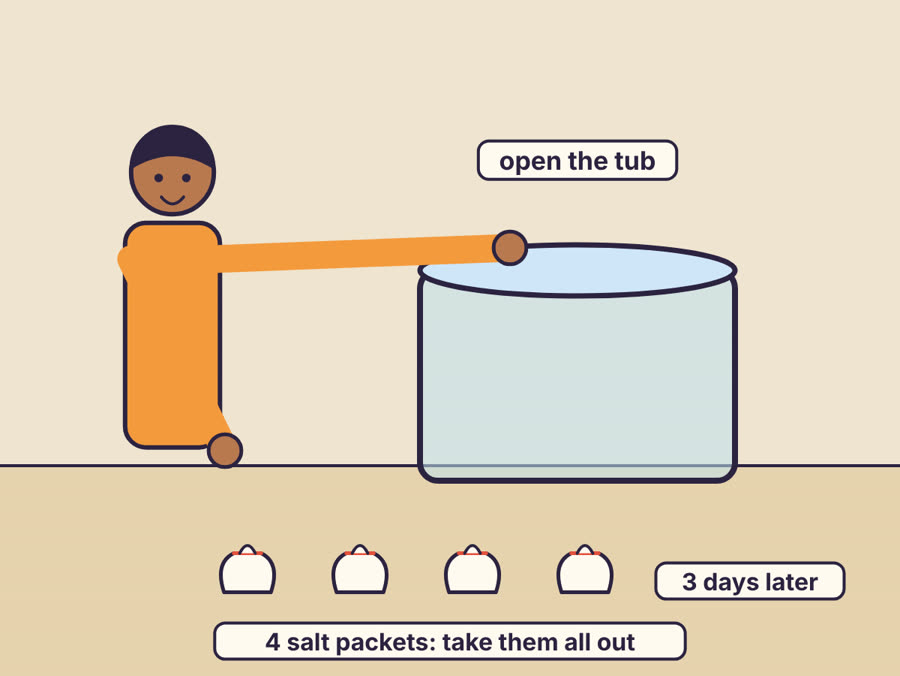 open the tub
3 days later
4 salt packets: take them all out